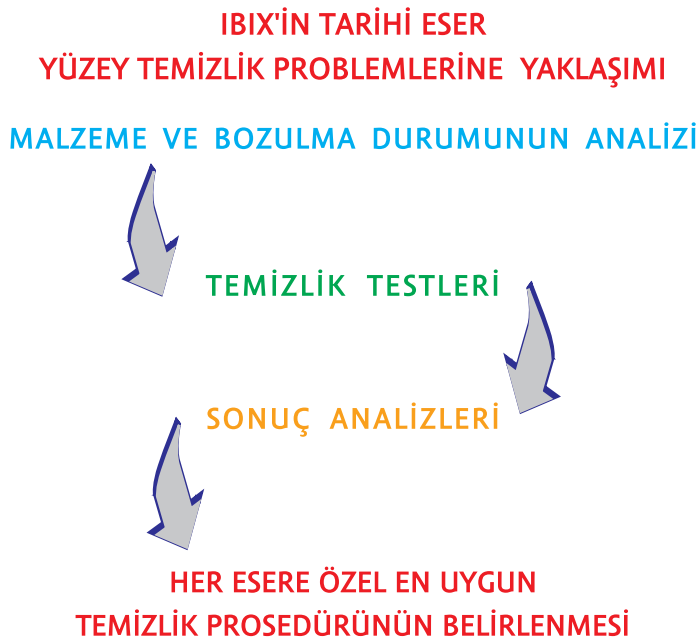 IBIX'İN TARİHİ ESER
YÜZEY TEMİZLİK PROBLEMLERİNE YAKLAŞIMI
MALZEME VE BOZULMA DURUMUNUN ANALİZİ
TEMİZLİK TESTLERİ
SONUÇ ANALİZLERİ
HER ESERE ÖZEL EN UYGUN
TEMİZLİK PROSEDÜRÜNÜN BELİRLENMESİ